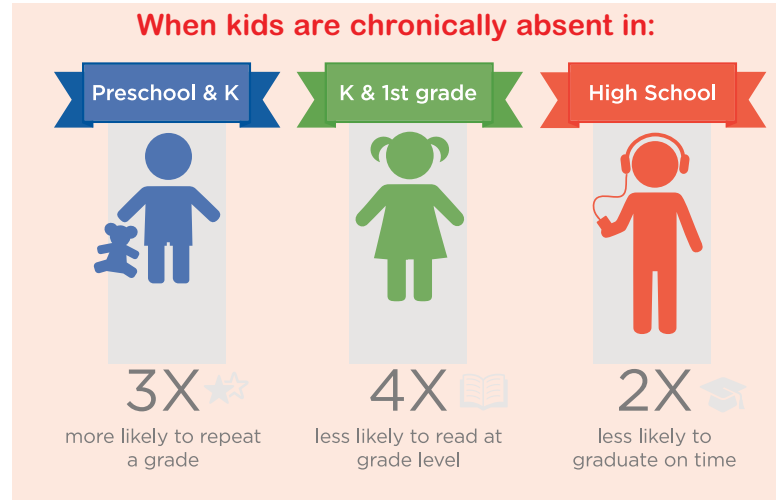 When kids are chronically absent in:
Preschool & K
K & 1st grade
High School
3X
more likely to repeat
a grade
4X
less likely to read at
grade level
2X
less likely to
graduate on time